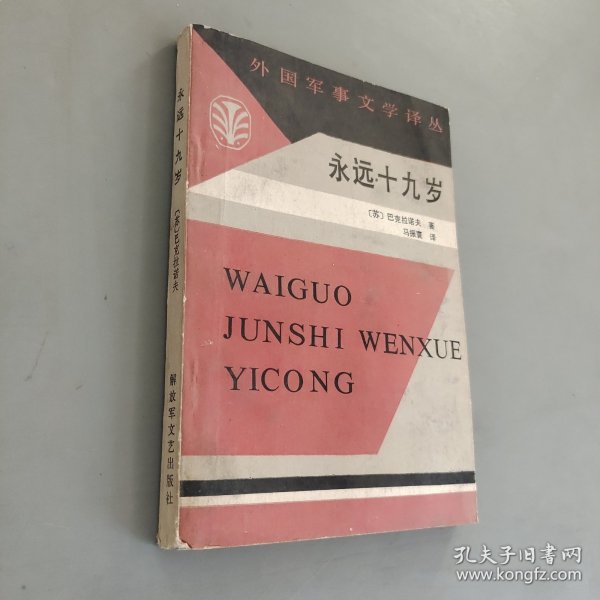 外国军事文学译丛
永远十九岁
〔苏〕巴克拉诺夫 著
马振寰 译
WAIGUO
JUNSHI WENXUE
YICONG
永远十九岁
〔苏〕巴克拉诺夫
解放军文艺出版社
孔夫子旧书网
www.kongfz.com